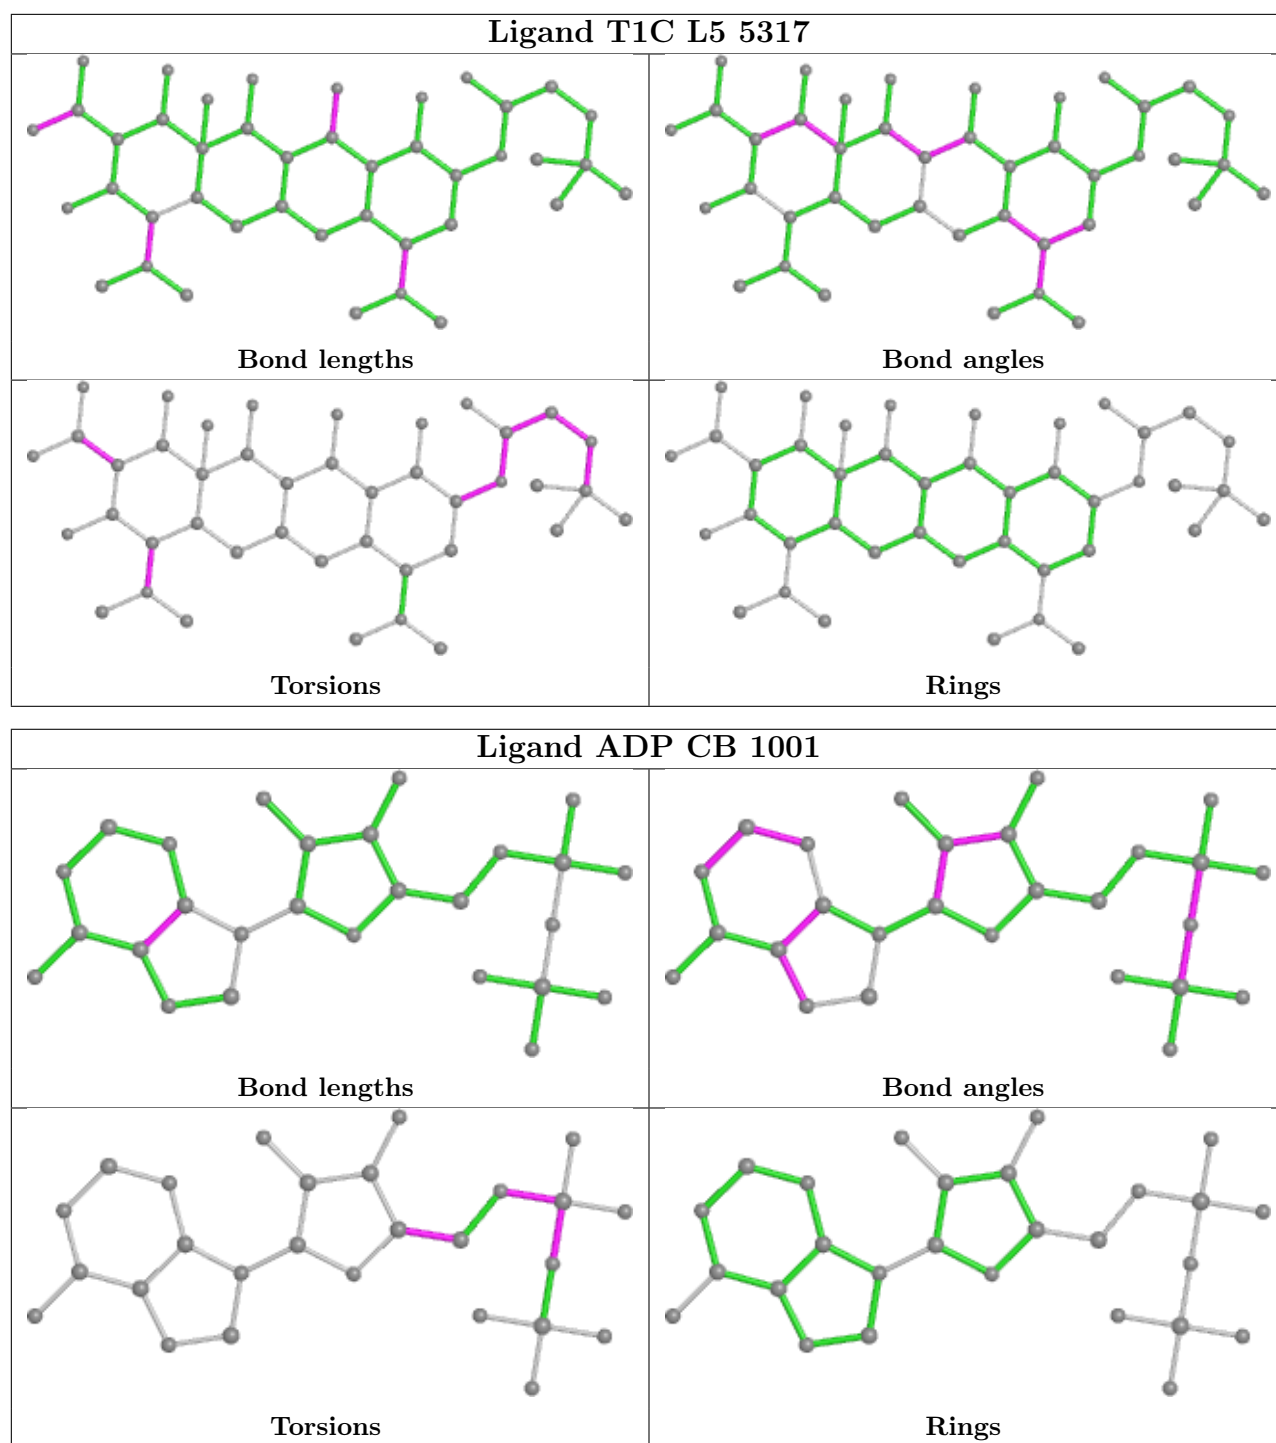 Ligand T1C L5 5317
Bond lengths
Bond angles
Torsions
Rings
Ligand ADP CB 1001
Bond lengths
Bond angles
Torsions
Rings